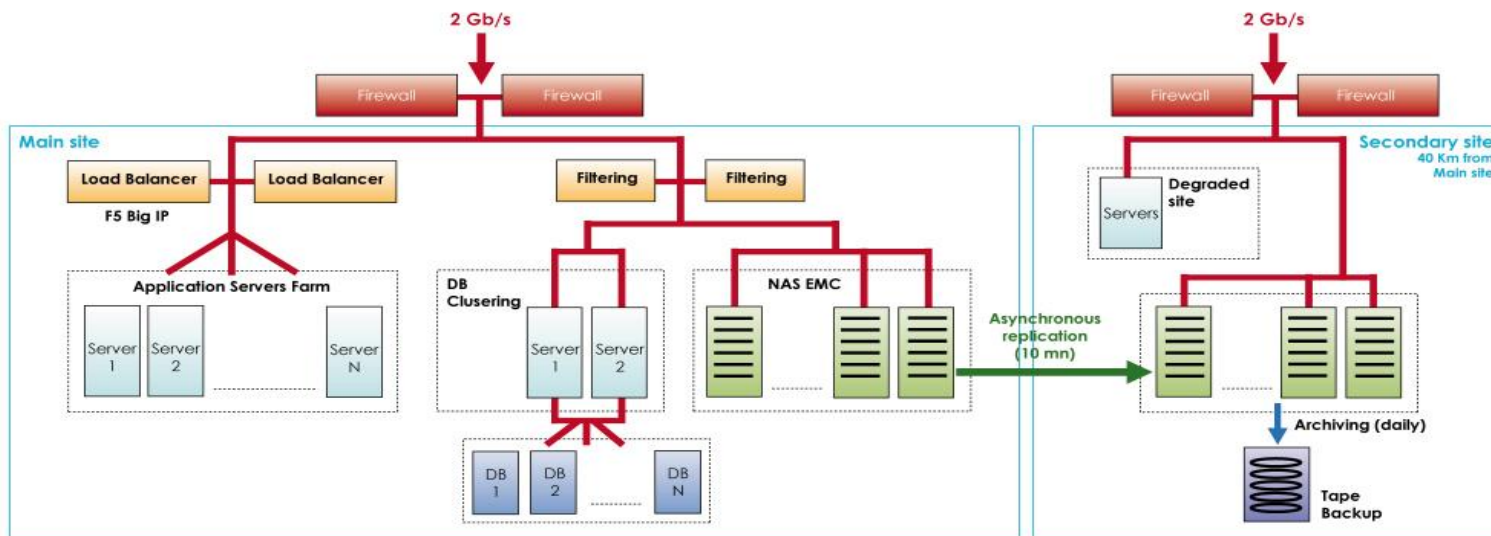 2 Gb/s
2 Gb/s
Firewall
Firewall
Firewall
Firewall
Main site
Secondary site
40 Km from
Main site
Load Balancer
Load Balancer
F5 Big IP
Filtering
Filtering
Degraded
site
Servers
Application Servers Farm
Server
1
Server
2
Server
N
DB
Clusering
Server
1
Server
2
NAS EMC
Asynchronous
replication
(10 mn)
DB
1
DB
2
DB
N
Archiving (daily)
Tape
Backup